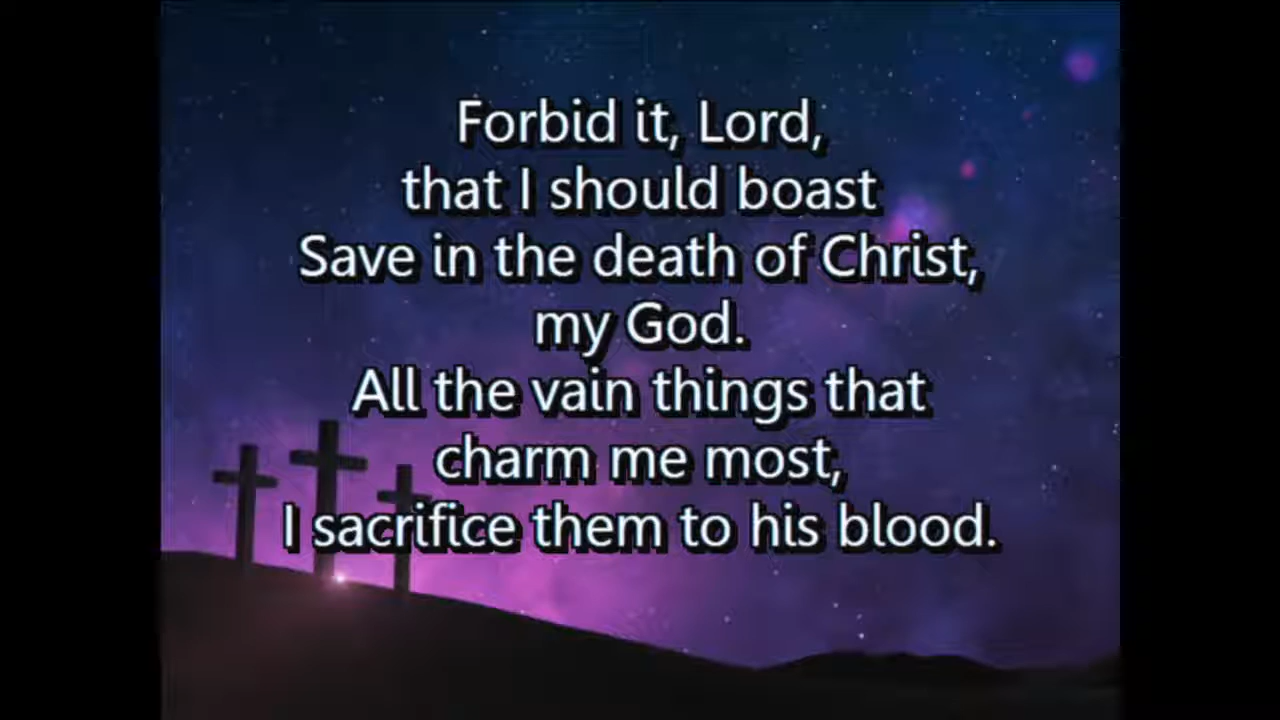 Forbid it, Lord,
that I should boast
Save in the death of Christ,
my God.
All the vain things that
charm me most,
I sacrifice them to his blood.